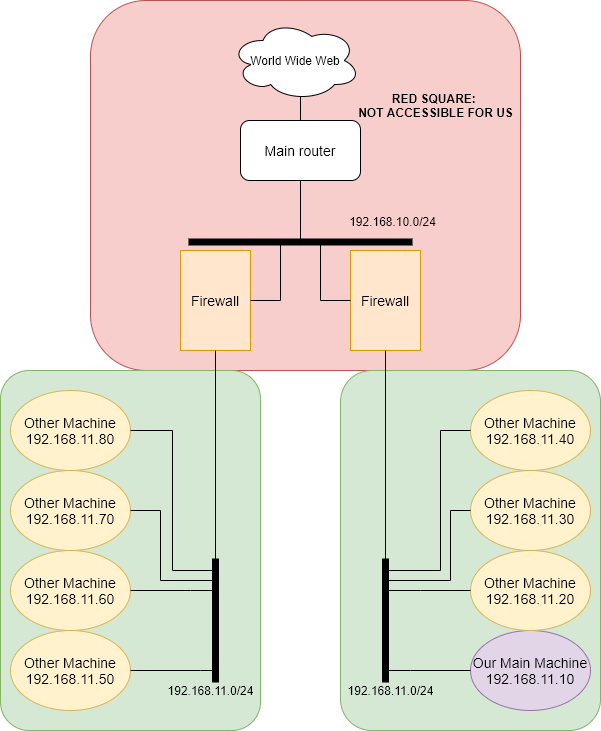 World Wide Web
RED SQUARE:
NOT ACCESSIBLE FOR US
Main router
192.168.10.0/24
Firewall
Firewall
Other Machine
192.168.11.80
Other Machine
192.168.11.70
Other Machine
192.168.11.60
Other Machine
192.168.11.50
192.168.11.0/24
Other Machine
192.168.11.40
Other Machine
192.168.11.30
Other Machine
192.168.11.20
Our Main Machine
192.168.11.10
192.168.11.0/24